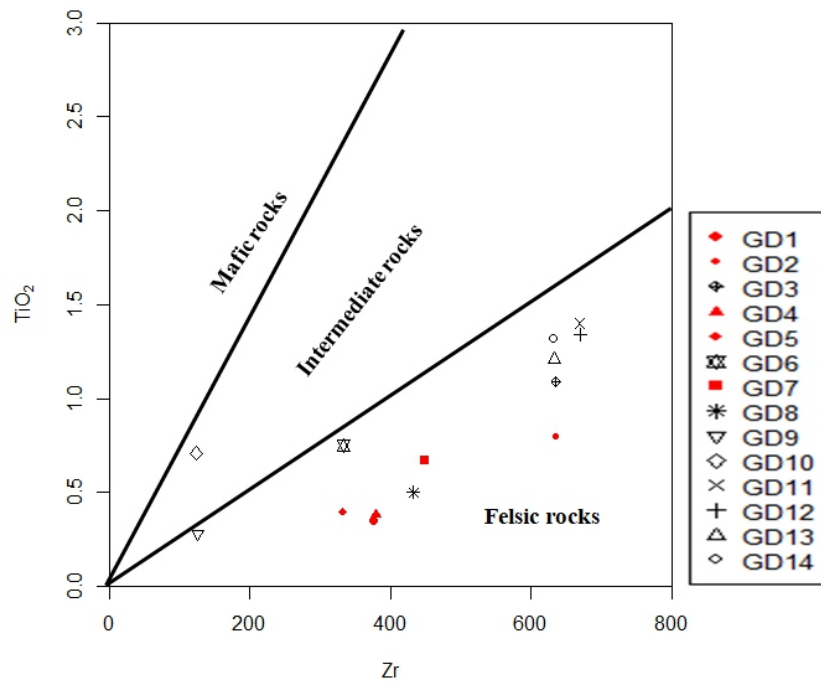 3.0
2.5
2.0
1.5
1.0
0.5
0.0
TiO₂
Mafic rocks
Intermediate rocks
Felsic rocks
0 200 400 600 800
Zr
GD1
GD2
GD3
GD4
GD5
GD6
GD7
GD8
GD9
GD10
GD11
GD12
GD13
GD14